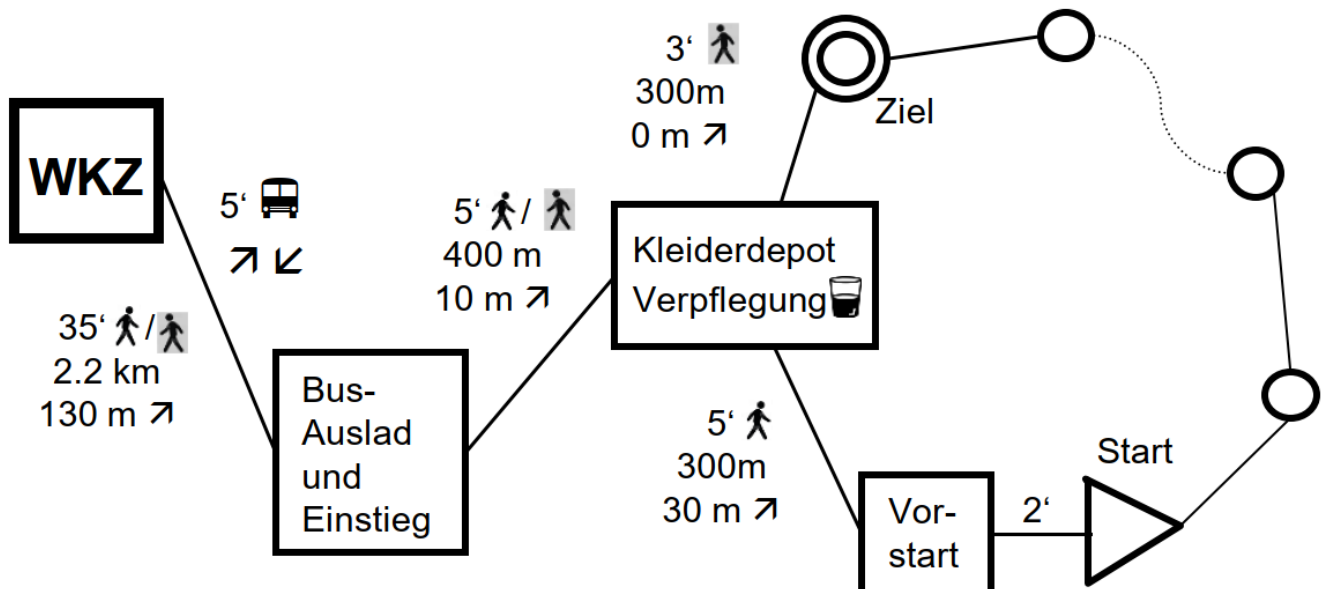 WKZ
5‘
↗ ↙
35‘ /
2.2 km
130 m ↗
Bus-
Auslad
und
Einstieg
5‘ /
400 m
10 m ↗
Kleiderdepot
Verpflegung
3‘
300m
0 m ↗
Ziel
5‘
300m
30 m ↗
Vor-
start
2‘
Start